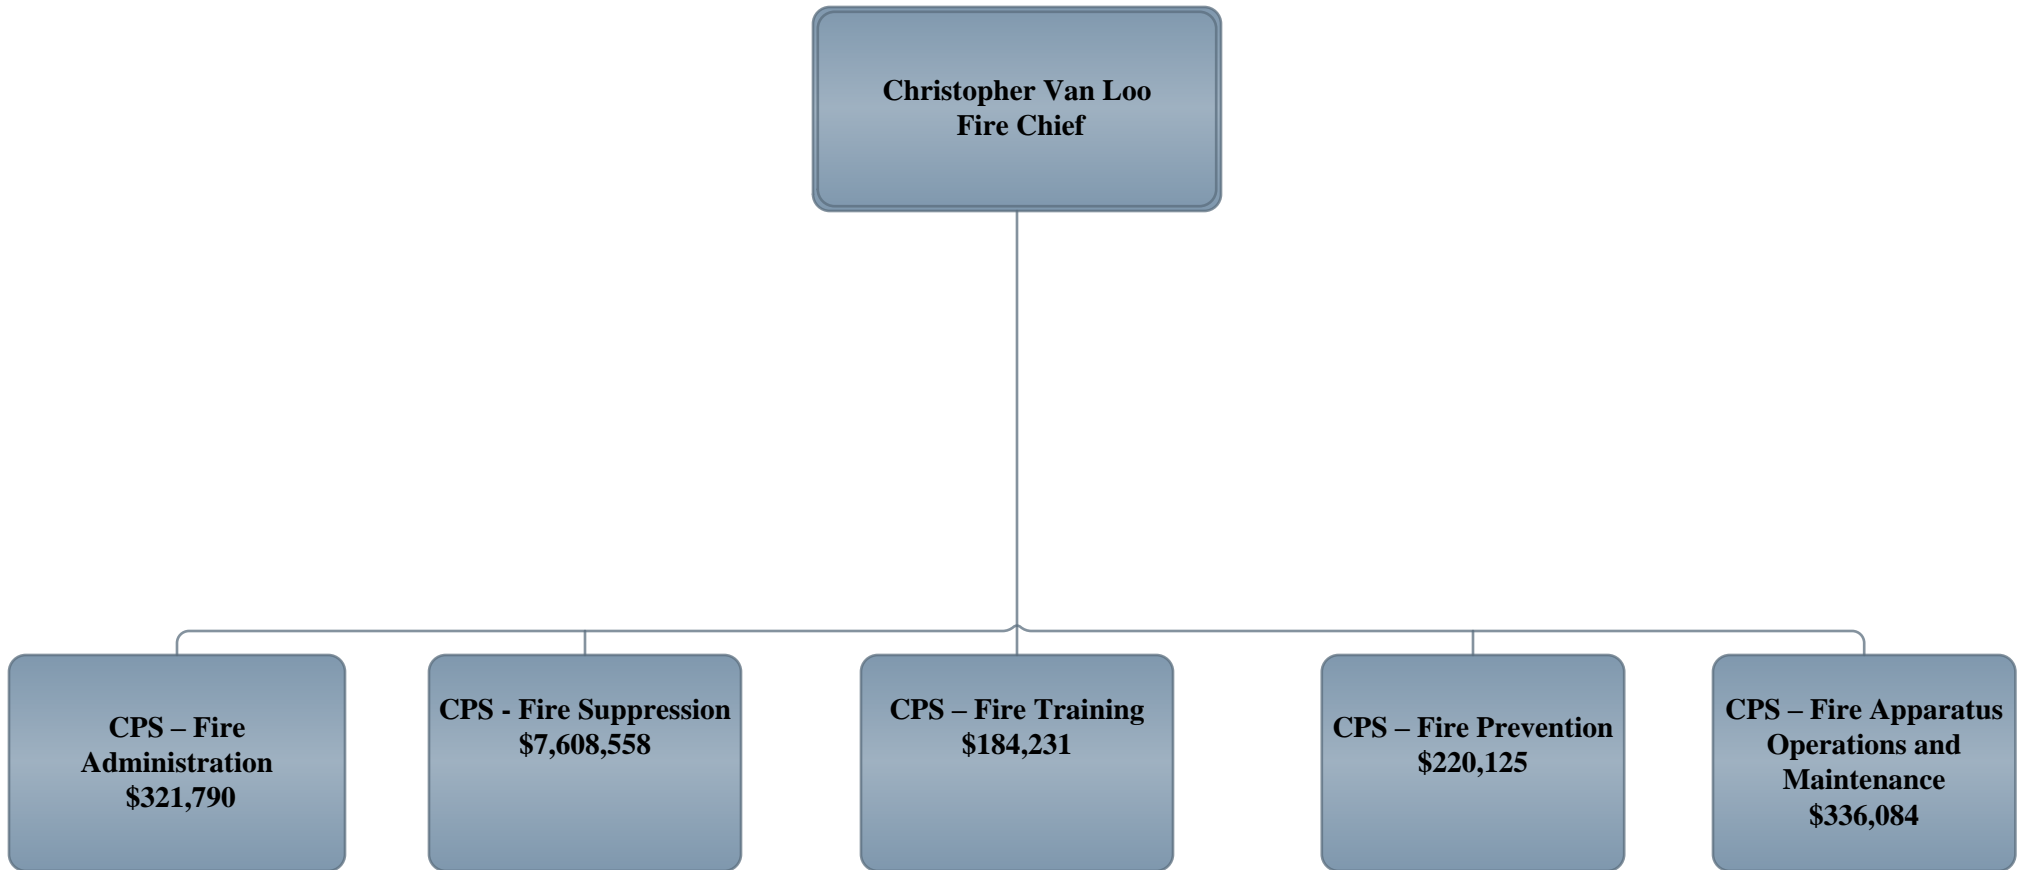 Christopher Van Loo
Fire Chief
CPS – Fire
Administration
$321,790
CPS - Fire Suppression
$7,608,558
CPS – Fire Training
$184,231
CPS – Fire Prevention
$220,125
CPS – Fire Apparatus
Operations and
Maintenance
$336,084